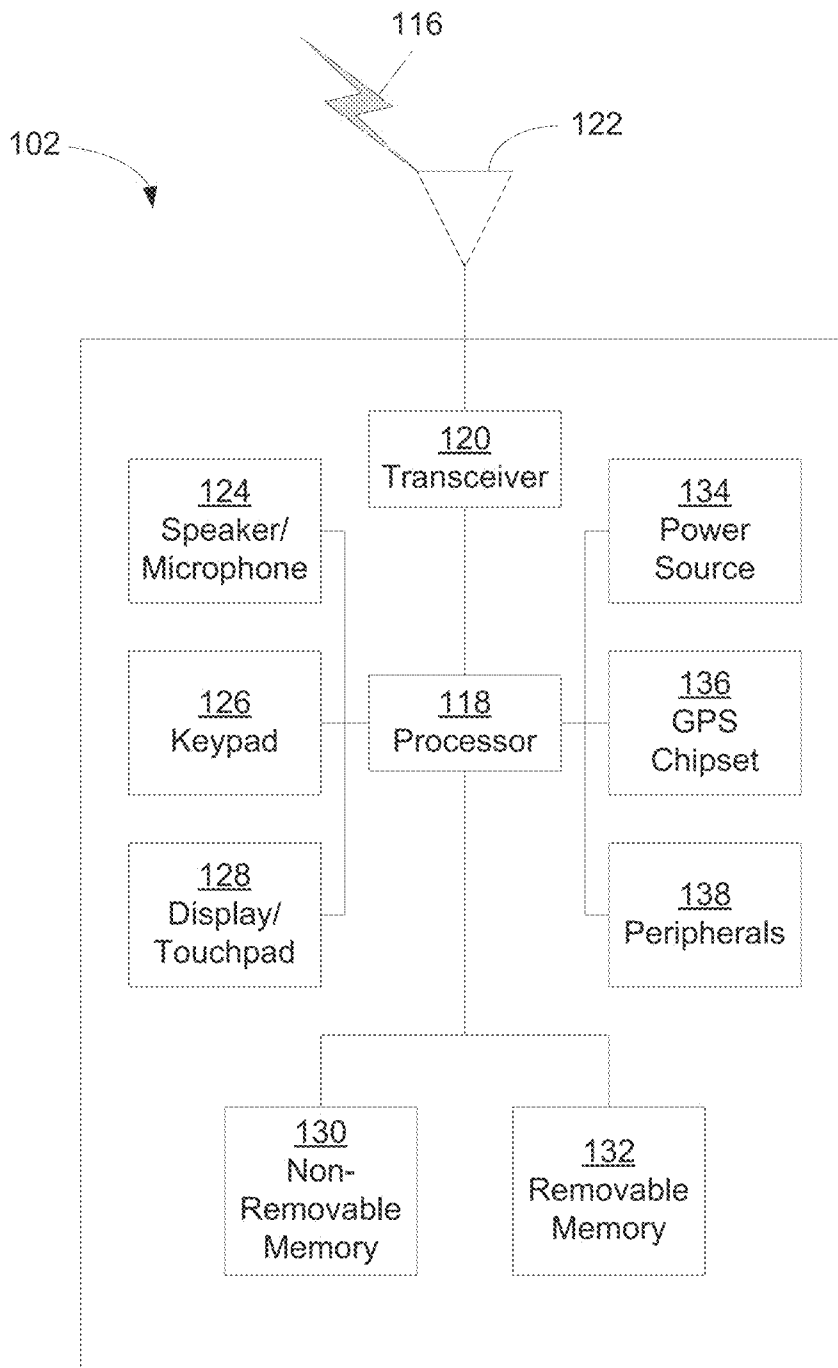 116
122
102
120
Transceiver
124
Speaker/
Microphone
134
Power
Source
126
Keypad
118
Processor
136
GPS
Chipset
128
Display/
Touchpad
138
Peripherals
130
Non-
Removable
Memory
132
Removable
Memory